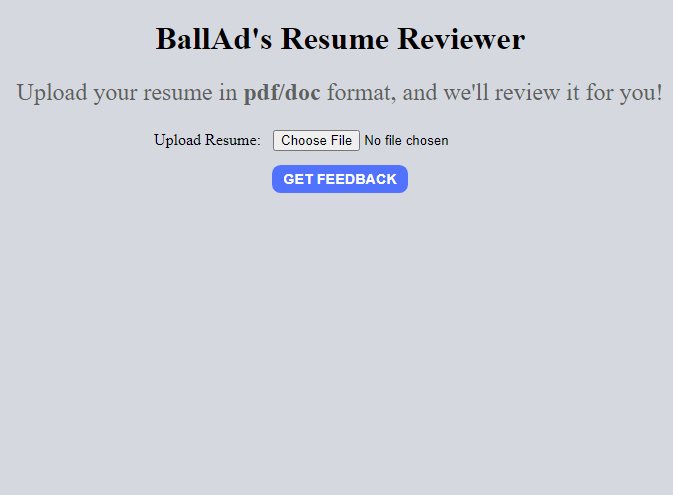 BallAd's Resume Reviewer
Upload your resume in pdf/doc format, and we'll review it for you!
Upload Resume: Choose File No file chosen
GET FEEDBACK